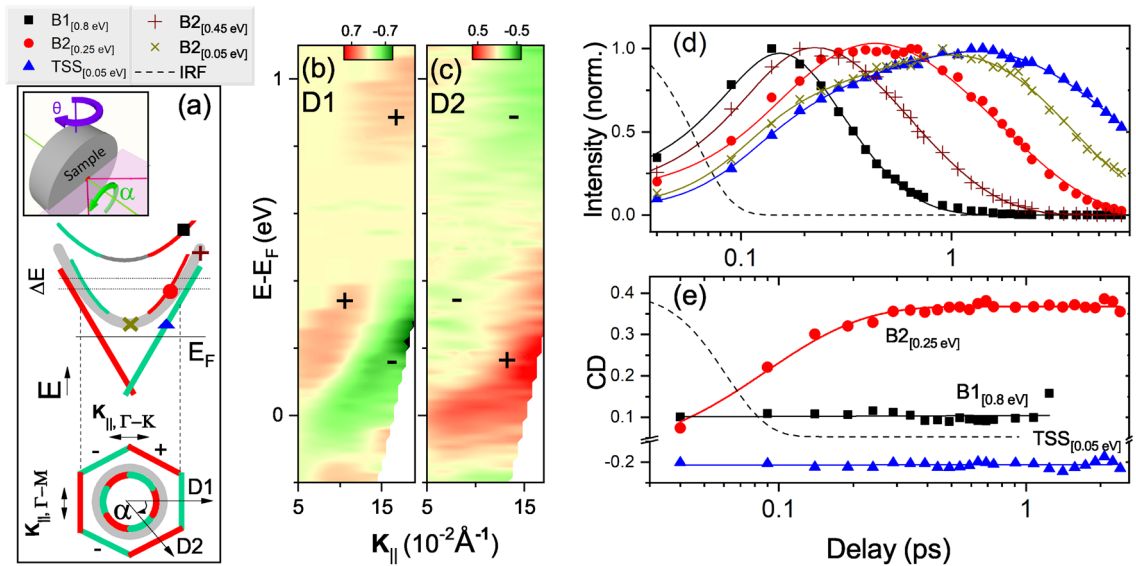 B1[0.8 eV]
B2[0.45 eV]
B2[0.25 eV]
B2[0.05 eV]
TSS[0.05 eV]
IRF
(a)
θ
Sample
α
ΔE
E_F
E
K||, Γ–K
- +
K||, Γ–M
D1
α
D2
-
0.7 -0.7
0.5 -0.5
(b) (c)
D1 D2
+ -
+ -
- +
E-E_F (eV)
1
0
15 5 15
K|| (10⁻²Å⁻¹)
(d)
Intensity (norm.)
1.0
0.5
0.0
0.1 1
(e)
CD
0.4
0.3
0.2
0.1
-0.2
B2[0.25 eV]
B1[0.8 eV]
TSS[0.05 eV]
0.1 1
Delay (ps)